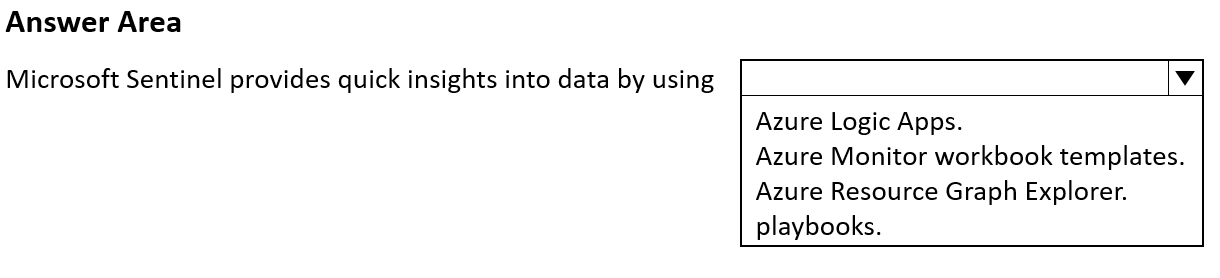 Answer Area
Microsoft Sentinel provides quick insights into data by using
Azure Logic Apps.
Azure Monitor workbook templates.
Azure Resource Graph Explorer.
playbooks.